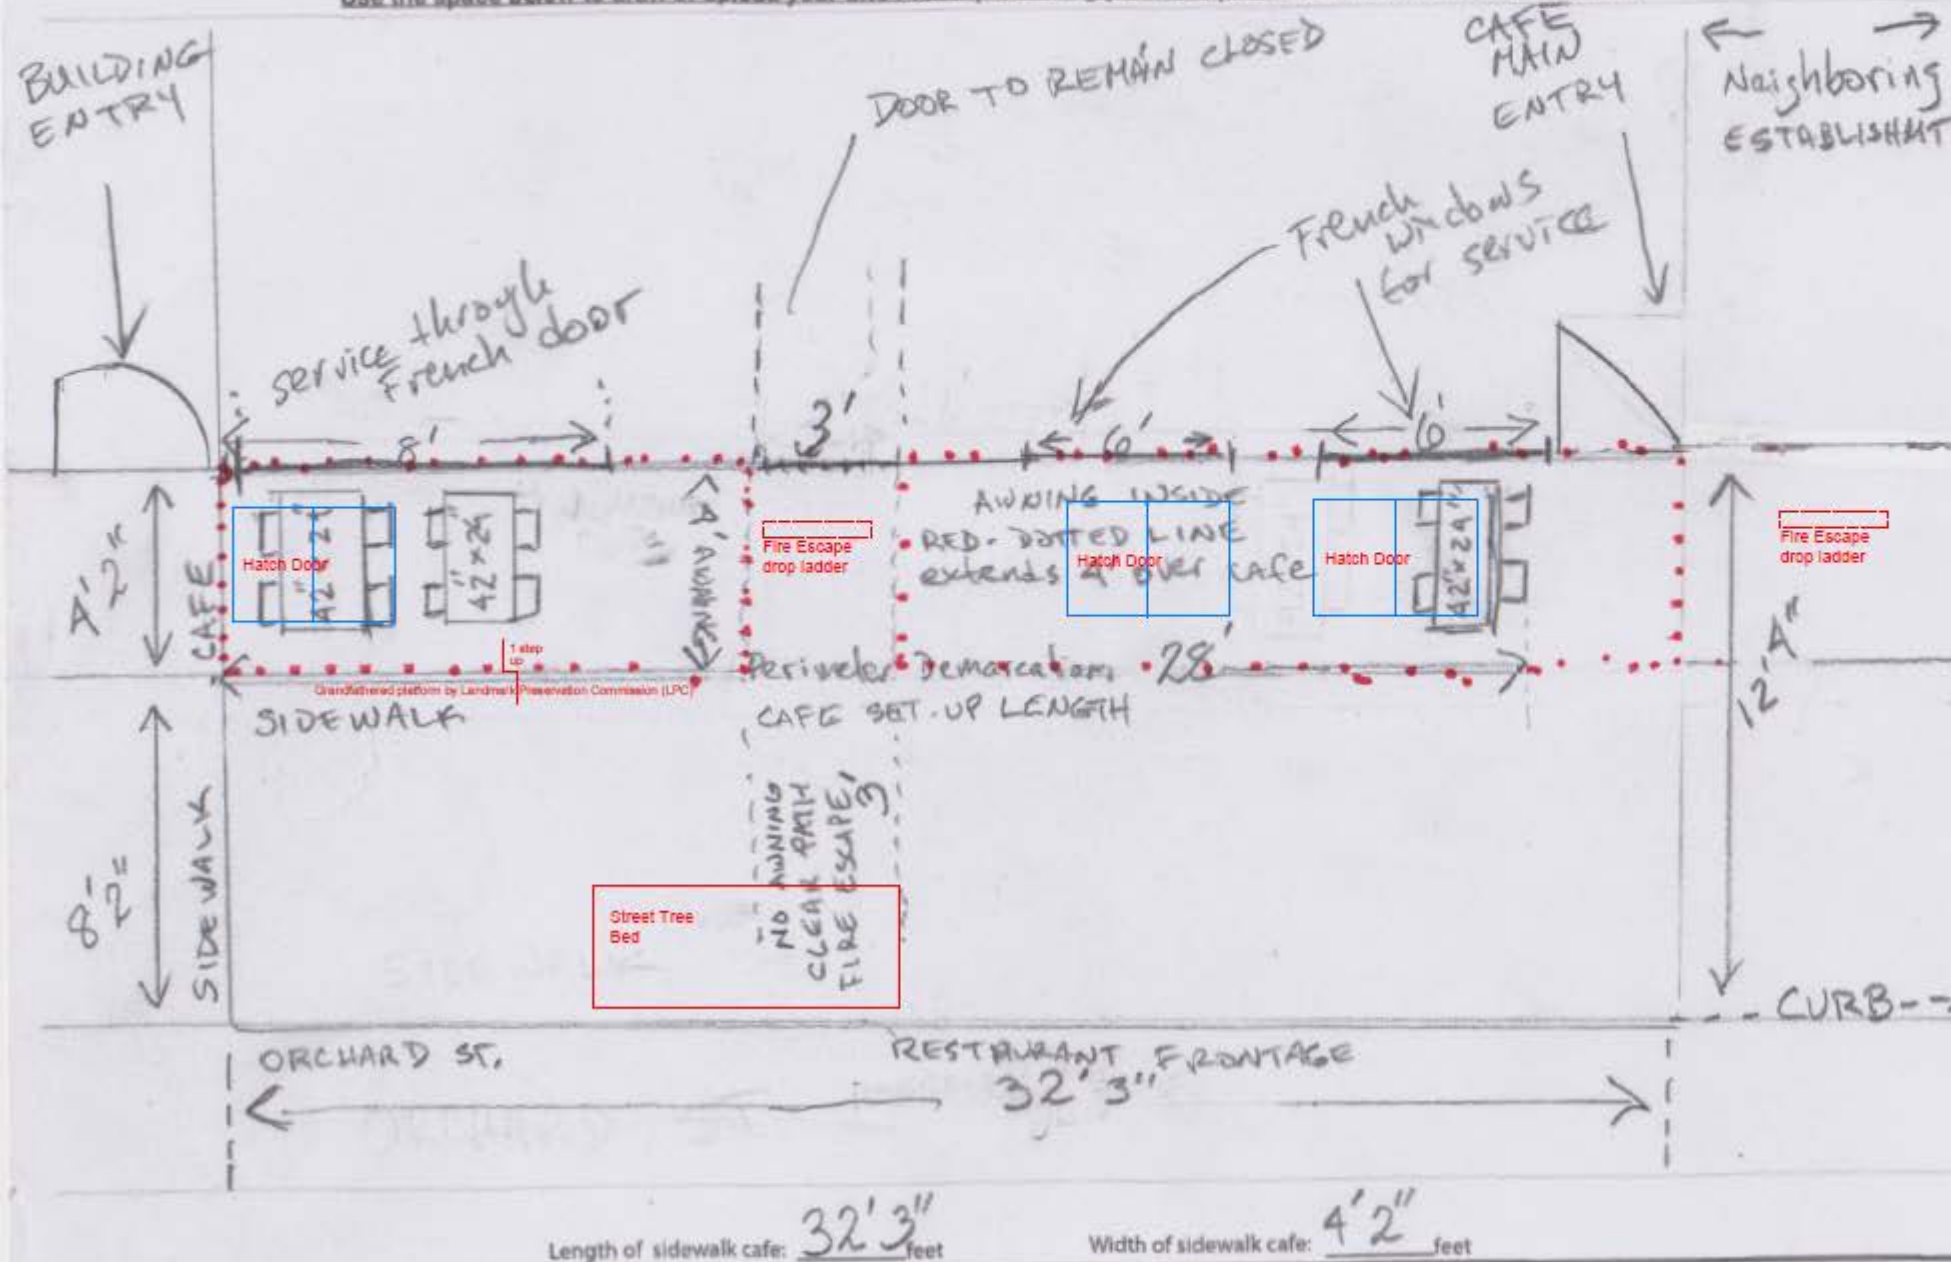 BUILDING
ENTRY
DOOR TO REMAIN CLOSED
CAFE
MAIN
ENTRY
Neighboring
ESTABLISHMT
French
windows
for service
service through
French door
8'
3'
6'
6'
4'2"
CAFE
Hatch Door
42"x24"
42"x24"
4' AWNING
Fire Escape
drop ladder
AWNING INSIDE
RED-DOTTED LINE
extends 4' over cafe
Hatch Door
Hatch Door
42"x24"
Fire Escape
drop ladder
1 step
up
Grandfathered platform by Landmark Preservation Commission (LPC)
Perimeter Demarcation
28'
12'4"
SIDEWALK
CAFE SET-UP LENGTH
8'-2"
SIDEWALK
NO AWNING
CLEAR PATH
FIRE ESCAPE
3'
Street Tree
Bed
CURB
ORCHARD ST.
RESTAURANT FRONTAGE
32'3"
Length of sidewalk cafe: 32'3" feet
Width of sidewalk cafe: 4'2" feet